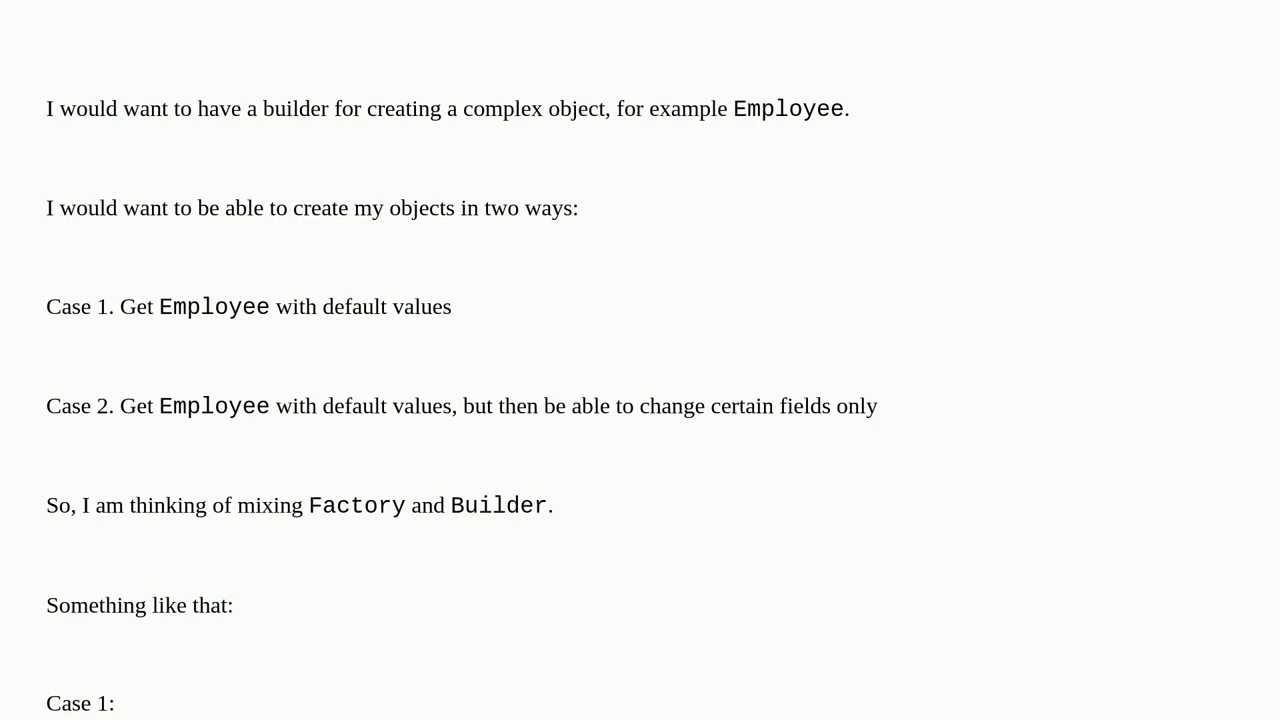 I would want to have a builder for creating a complex object, for example Employee.
I would want to be able to create my objects in two ways:
Case 1. Get Employee with default values
Case 2. Get Employee with default values, but then be able to change certain fields only
So, I am thinking of mixing Factory and Builder.
Something like that:
Case 1: